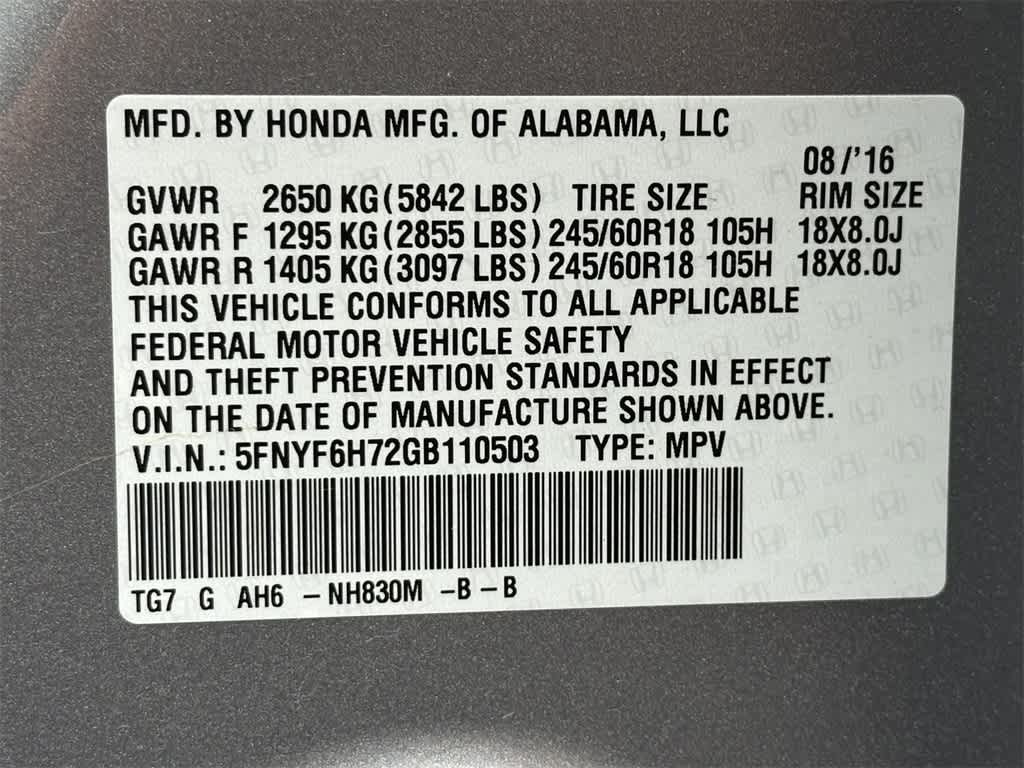 MFD. BY HONDA MFG. OF ALABAMA, LLC
08/'16
GVWR 2650 KG (5842 LBS) TIRE SIZE RIM SIZE
GAWR F 1295 KG (2855 LBS) 245/60R18 105H 18X8.0J
GAWR R 1405 KG (3097 LBS) 245/60R18 105H 18X8.0J
THIS VEHICLE CONFORMS TO ALL APPLICABLE
FEDERAL MOTOR VEHICLE SAFETY
AND THEFT PREVENTION STANDARDS IN EFFECT
ON THE DATE OF MANUFACTURE SHOWN ABOVE.
V.I.N.: 5FNYF6H72GB110503 TYPE: MPV
TG7 G AH6 – NH830M -B – B